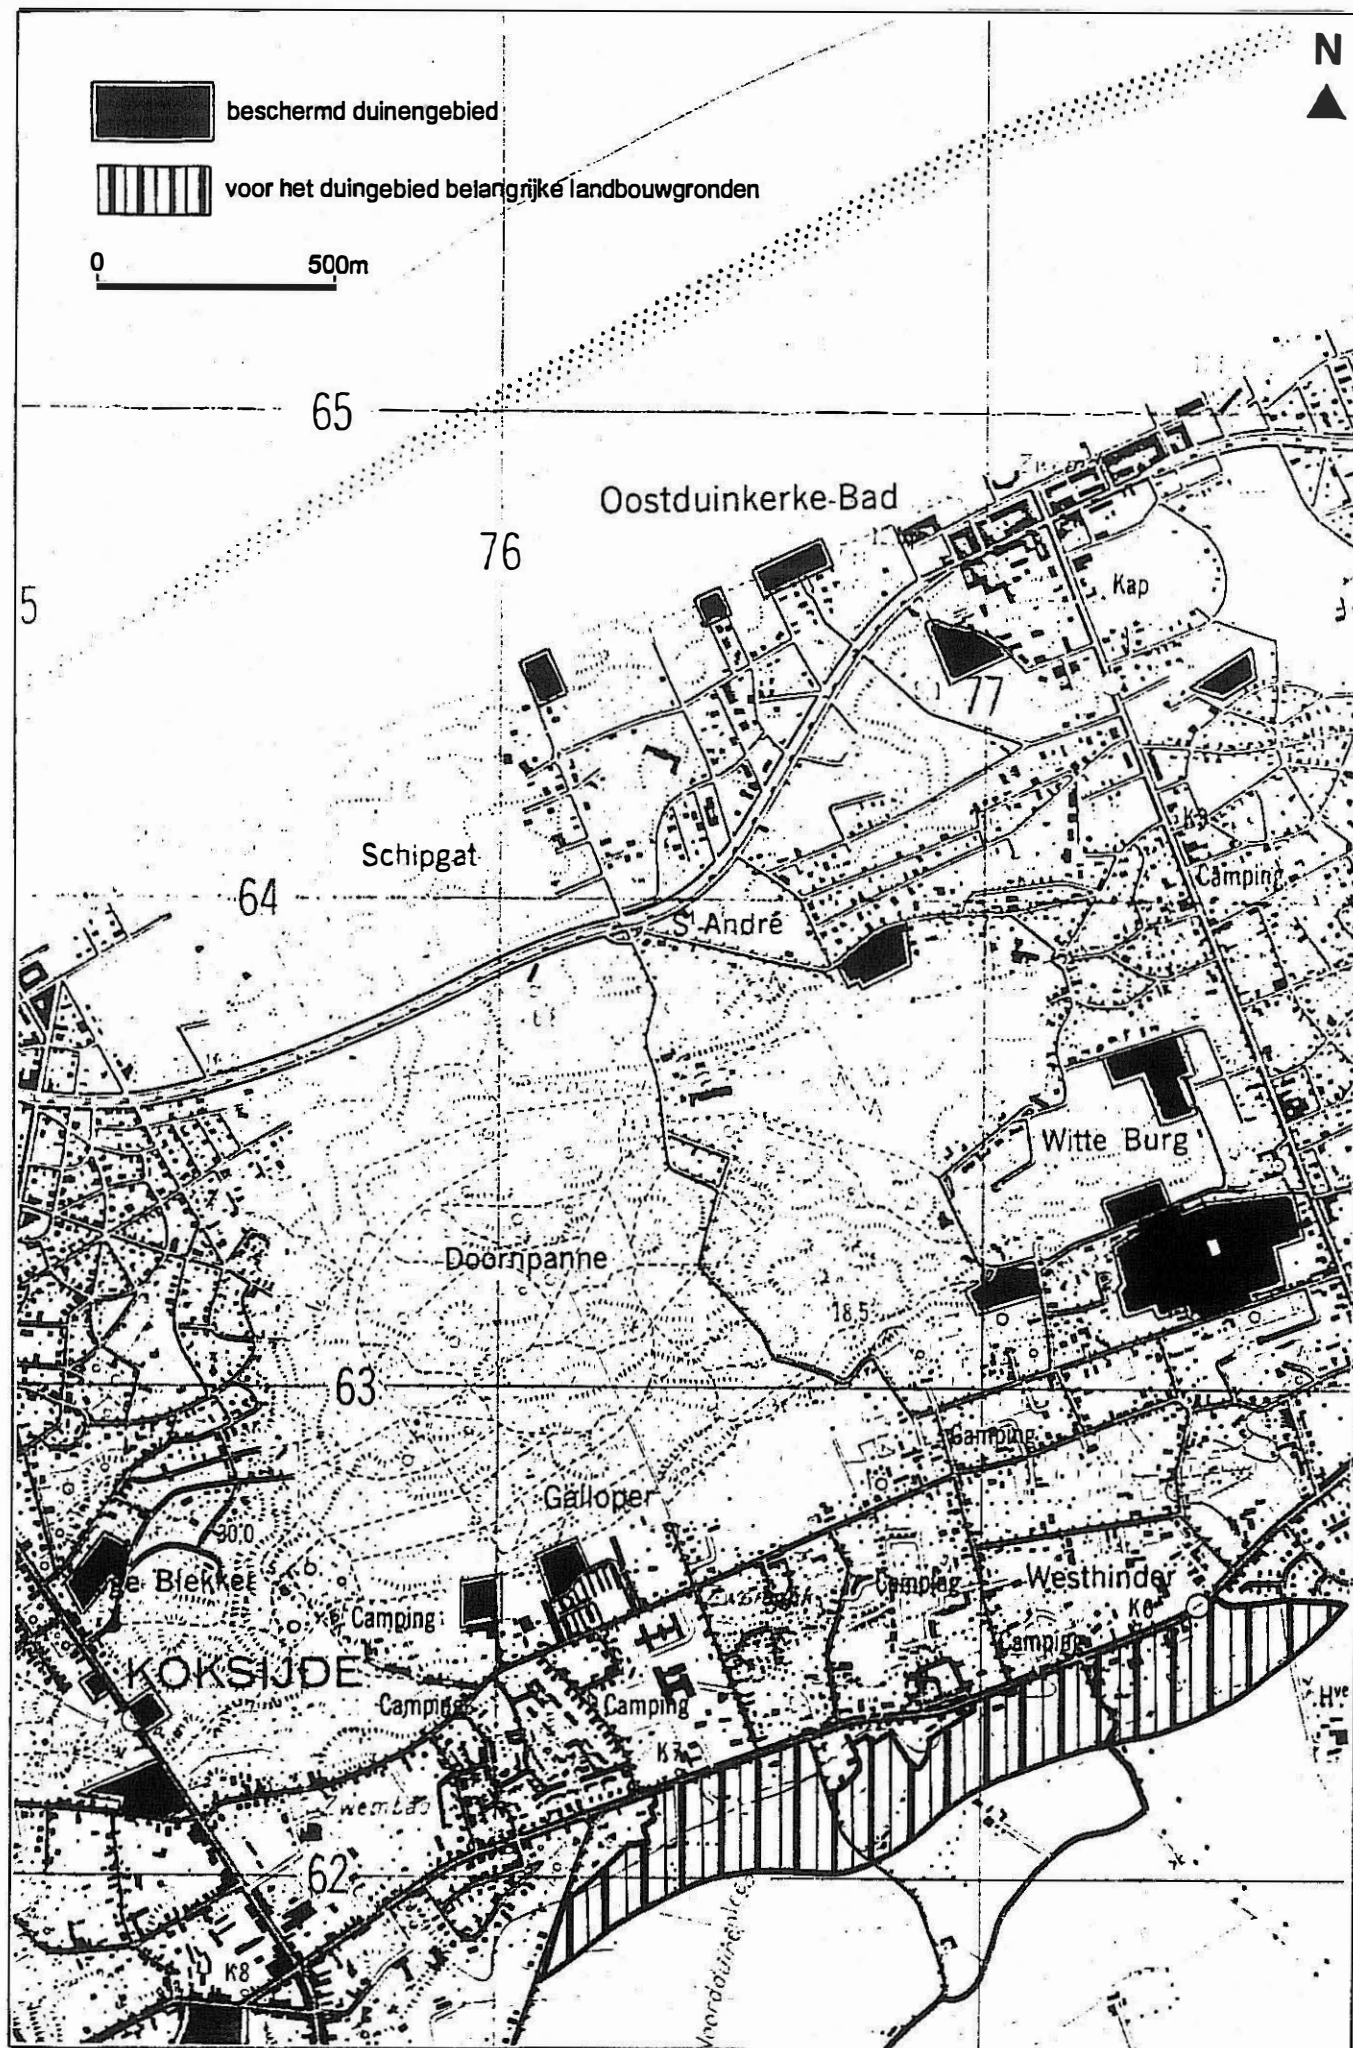 N
beschermd duinengebied
voor het duingebied belangrijke landbouwgronden
0 500m
65
Oostduinkerke-Bad
76
5
Kap
77
Schipgat
K9
Camping
64
St André
Witte Burg
Doornpanne
18.5
63
Camping
Galloper
30.0
ge Blekker
Camping
Camping
Westhinder
K6
Camping
KOKSIJDE
Camping
Camping
Hve
K7
Zwembad
62
K8